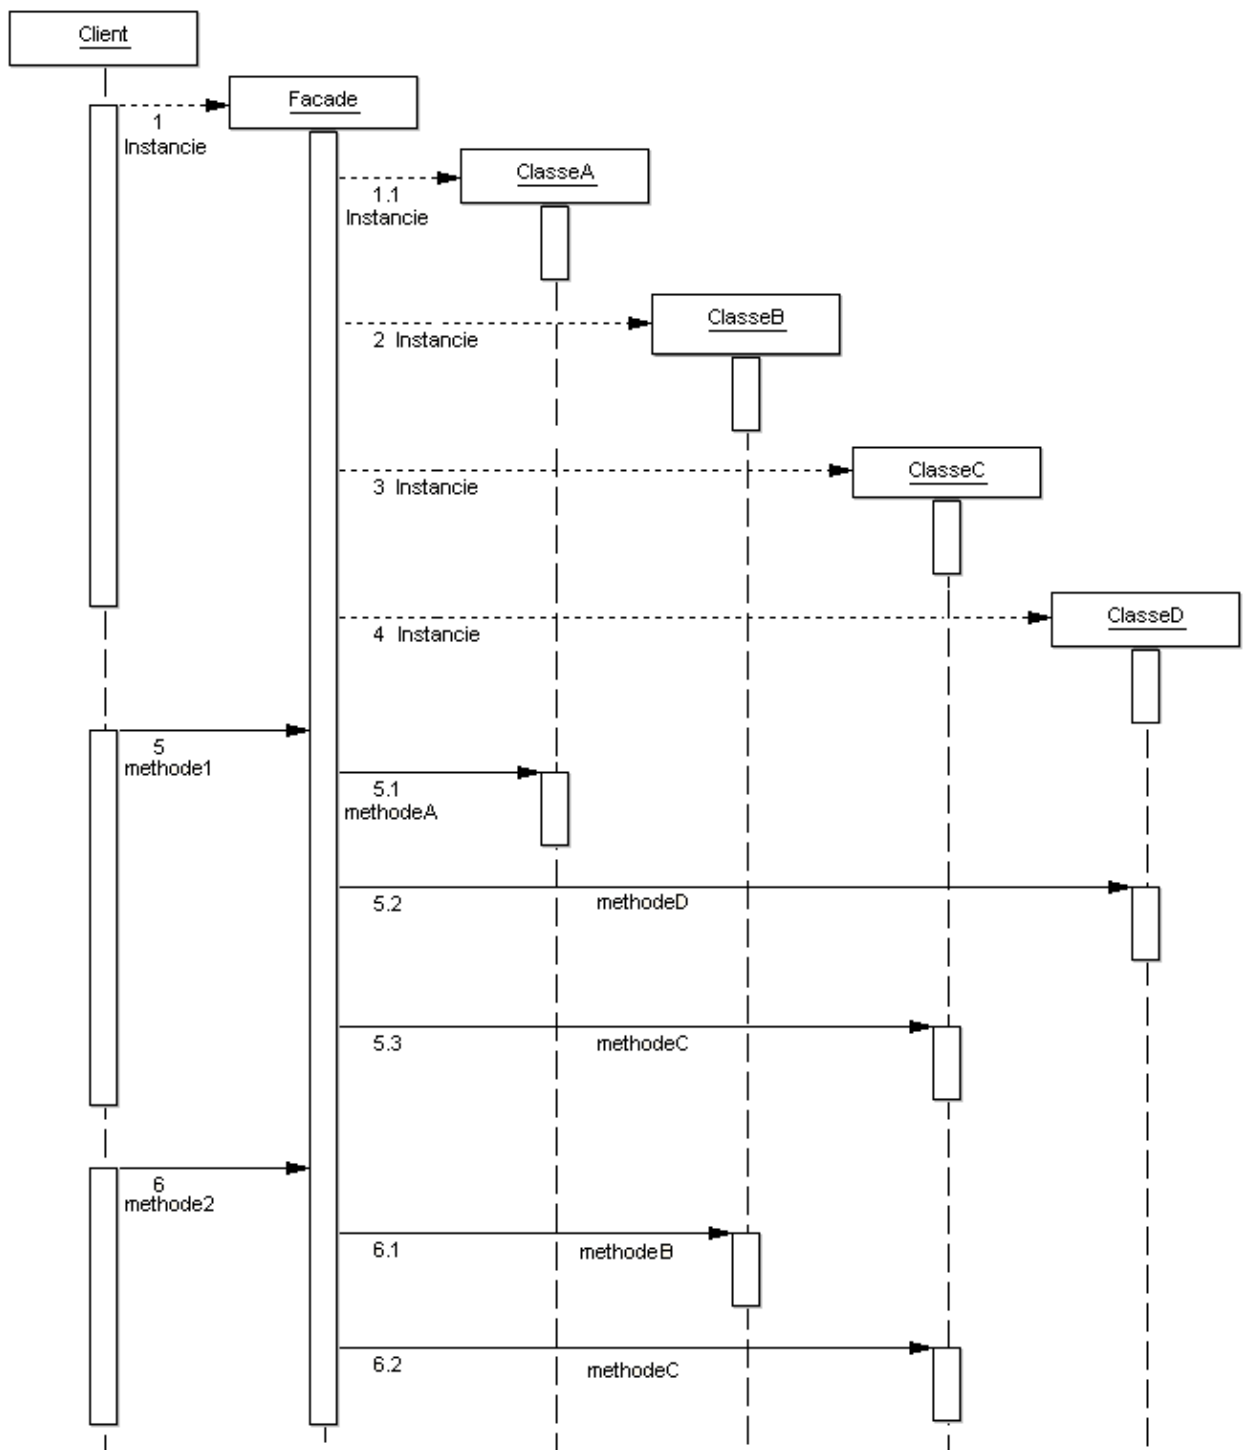 Client
Facade
1
Instancie
ClasseA
1.1
Instancie
ClasseB
2 Instancie
ClasseC
3 Instancie
ClasseD
4 Instancie
5
methode1
5.1
methodeA
5.2 methodeD
5.3 methodeC
6
methode2
6.1 methodeB
6.2 methodeC